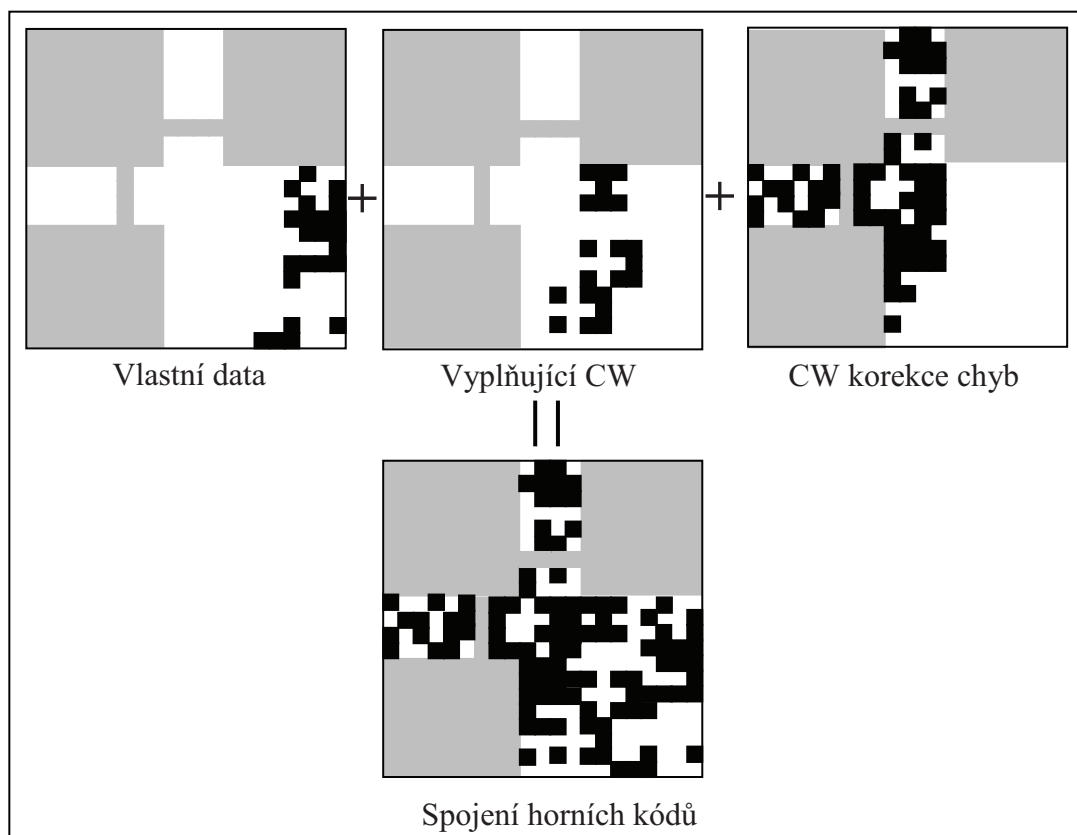 Vlastní data
+
Vyplňující CW
+
CW korekce chyb
Spojení horních kódů